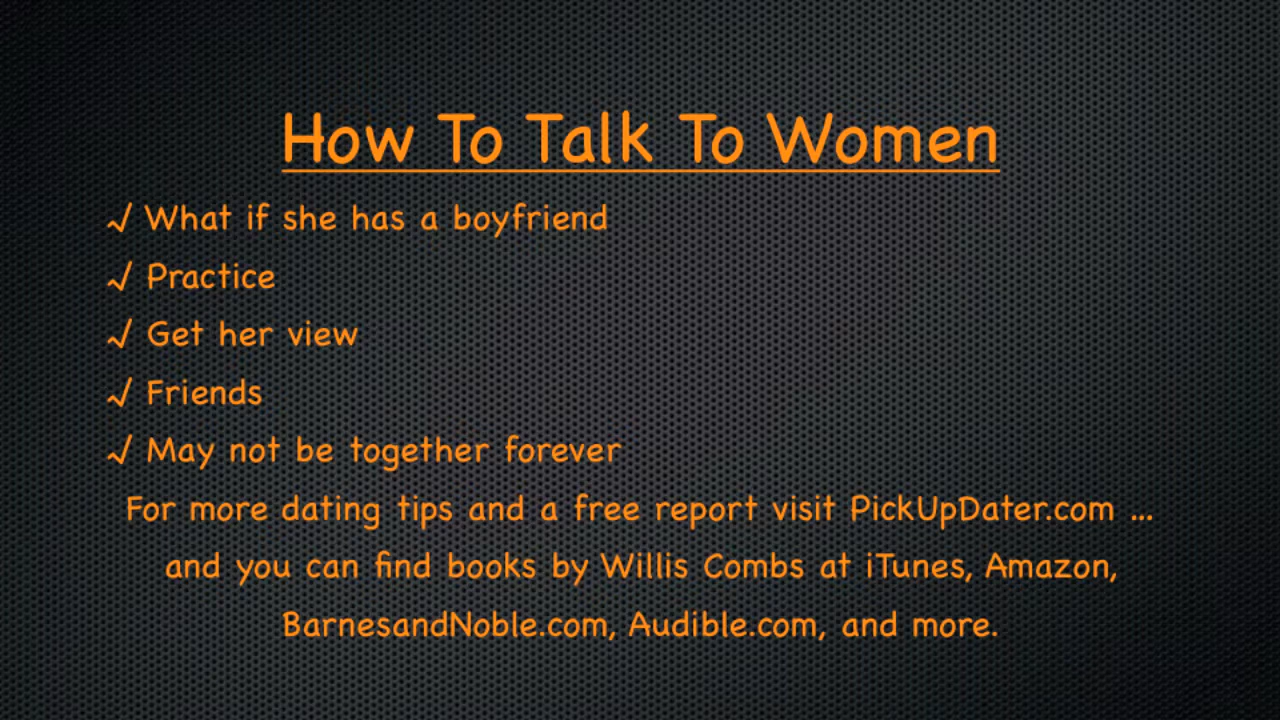 How To Talk To Women
√ What if she has a boyfriend
√ Practice
√ Get her view
√ Friends
√ May not be together forever
For more dating tips and a free report visit PickUpDater.com ...
and you can find books by Willis Combs at iTunes, Amazon,
BarnesandNoble.com, Audible.com, and more.